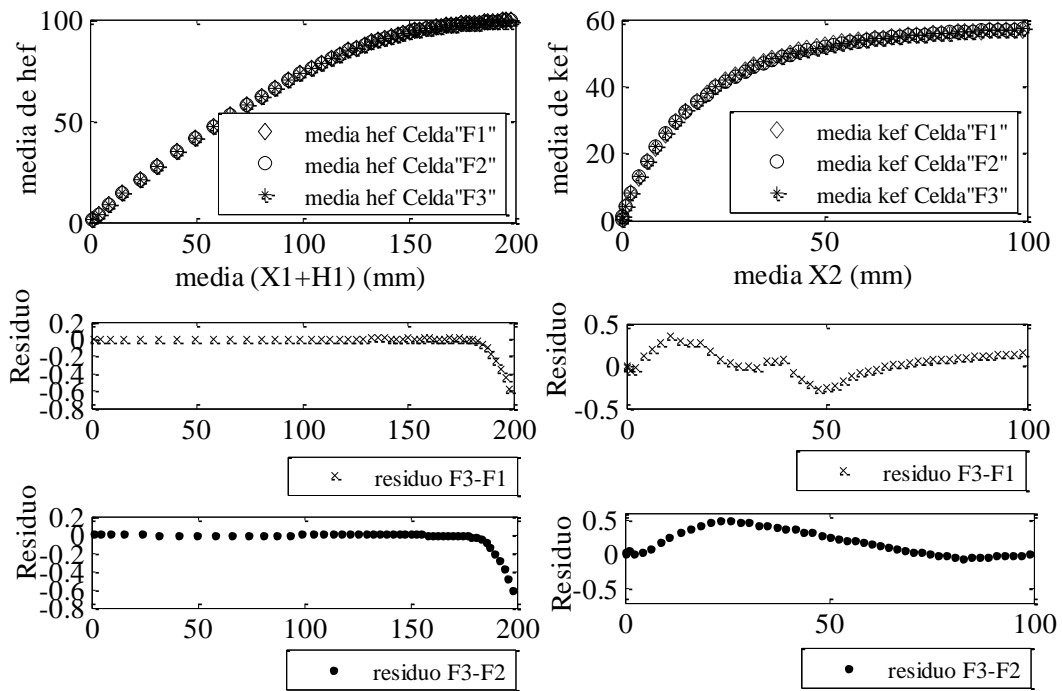 media de hef
100
50
0
0 50 100 150 200
media (X1+H1) (mm)
media hef Celda"F1"
media hef Celda"F2"
media hef Celda"F3"
media de kef
60
40
20
0
0 50 100
media X2 (mm)
media kef Celda"F1"
media kef Celda"F2"
media kef Celda"F3"
Residuo
0.2
0
-0.2
-0.4
-0.6
-0.8
0 50 100 150 200
residuo F3-F1
Residuo
0.5
0
-0.5
0 50 100
residuo F3-F1
Residuo
0.2
0
-0.2
-0.4
-0.6
-0.8
0 50 100 150 200
residuo F3-F2
Residuo
0.5
0
-0.5
0 50 100
residuo F3-F2